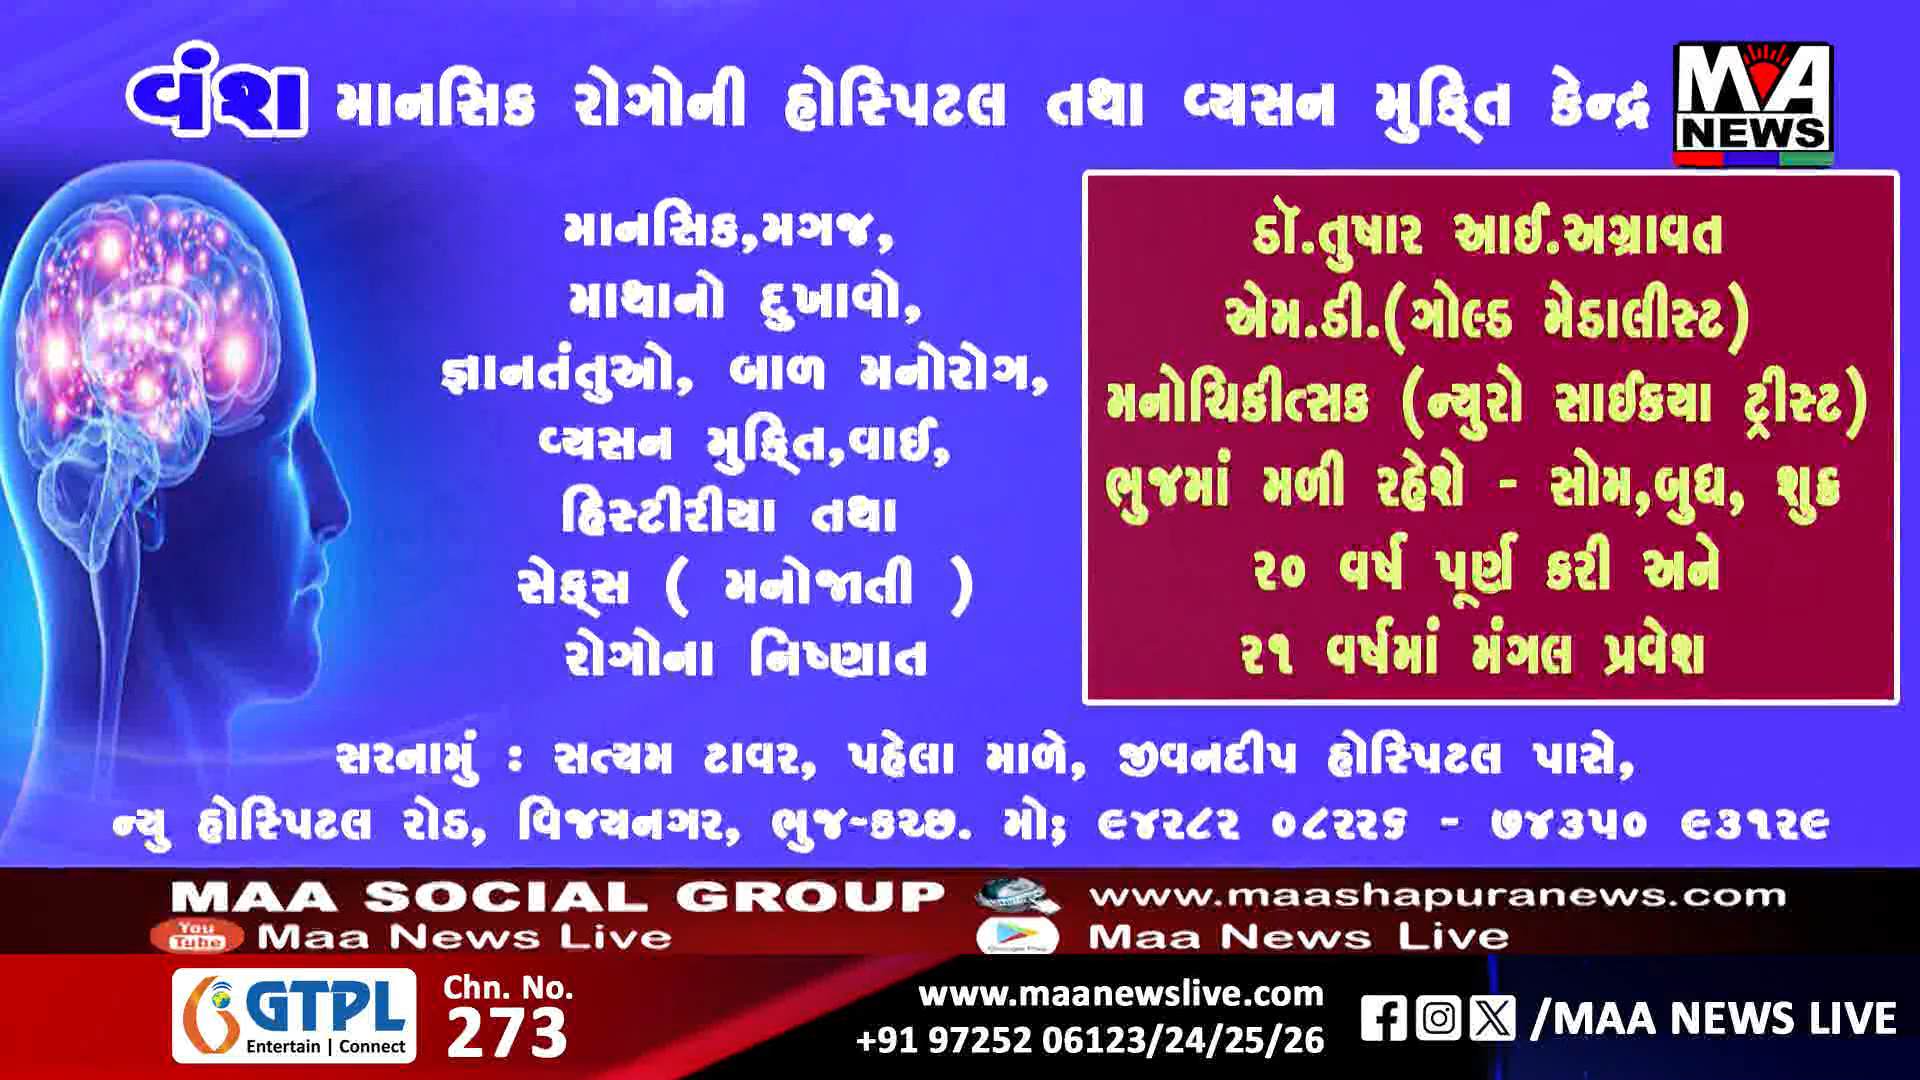 વંશ માનસિક રોગોની હોસ્પિટલ તથા વ્યસન મુક્તિ કેન્દ્ર
MAA
NEWS
માનસિક,મગજ,
માથાનો દુખાવો,
જ્ઞાનતંતુઓ, બાળ મનોરોગ,
વ્યસન મુક્તિ,વાઈ,
હિસ્ટીરીયા તથા
સેક્સ ( મનોજાતી )
રોગોના નિષ્ણાત
ડૉ.તુષાર આઈ.અગ્રાવત
એમ.ડી.(ગોલ્ડ મેડાલીસ્ટ)
મનોચિકીત્સક (ન્યુરો સાઈકયા ટ્રીસ્ટ)
ભુજમાં મળી રહેશે - સોમ,બુધ, શુક્ર
૨૦ વર્ષ પૂર્ણ કરી અને
૨૧ વર્ષમાં મંગલ પ્રવેશ
સરનામું : સત્યમ ટાવર, પહેલા માળે, જીવનદીપ હોસ્પિટલ પાસે,
ન્યુ હોસ્પિટલ રોડ, વિજયનગર, ભુજ-કચ્છ. મો; ૯૪૨૮૨ ૦૮૨૨૬ - ૭૪૩૫૦ ૯૩૧૨૯
MAA SOCIAL GROUP
www.maashapuranews.com
You Tube Maa News Live
Maa News Live
GTPL
Entertain | Connect
Chn. No.
273
www.maanewslive.com
+91 97252 06123/24/25/26
/MAA NEWS LIVE